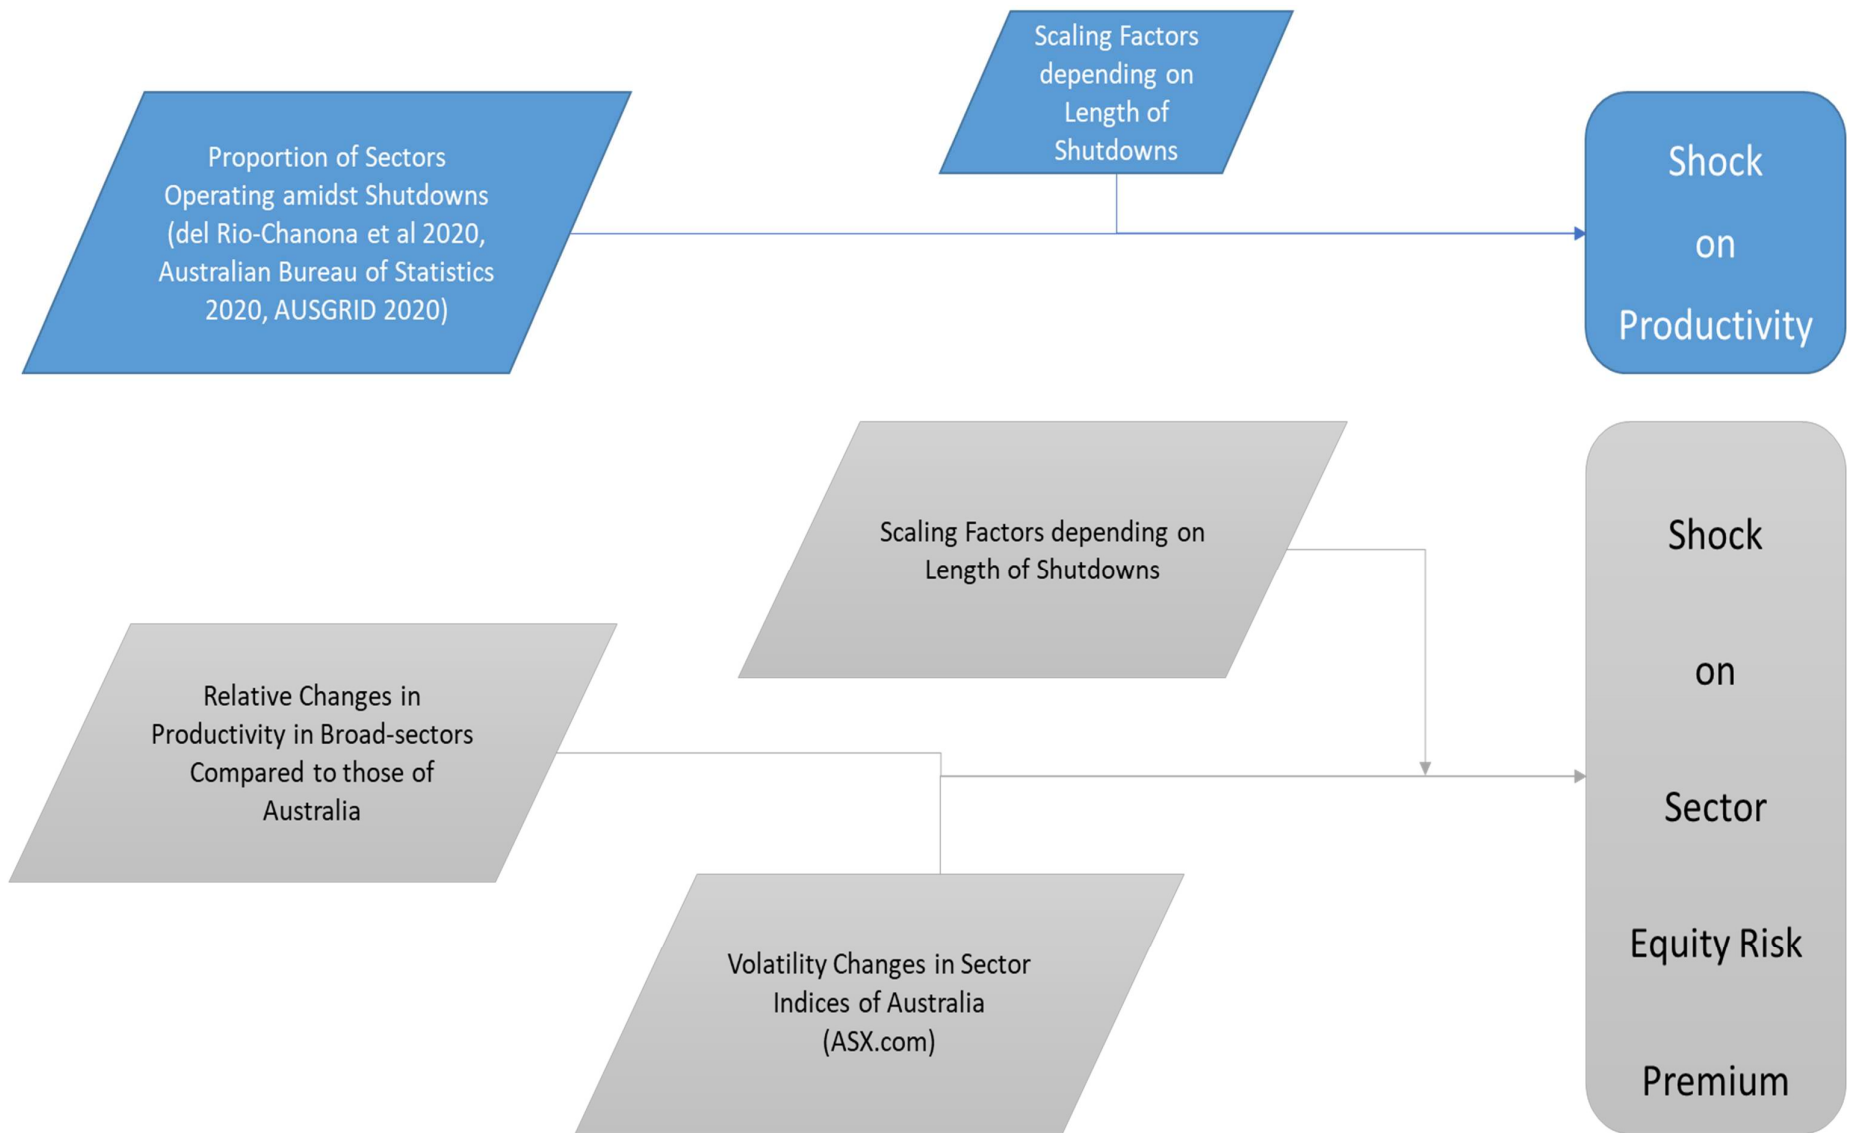 Scaling Factors
depending on
Length of
Shutdowns
Proportion of Sectors
Operating amidst Shutdowns
(del Rio-Chanona et al 2020,
Australian Bureau of Statistics
2020, AUSGRID 2020)
Shock
on
Productivity
Scaling Factors depending on
Length of Shutdowns
Relative Changes in
Productivity in Broad-sectors
Compared to those of
Australia
Volatility Changes in Sector
Indices of Australia
(ASX.com)
Shock
on
Sector
Equity Risk
Premium